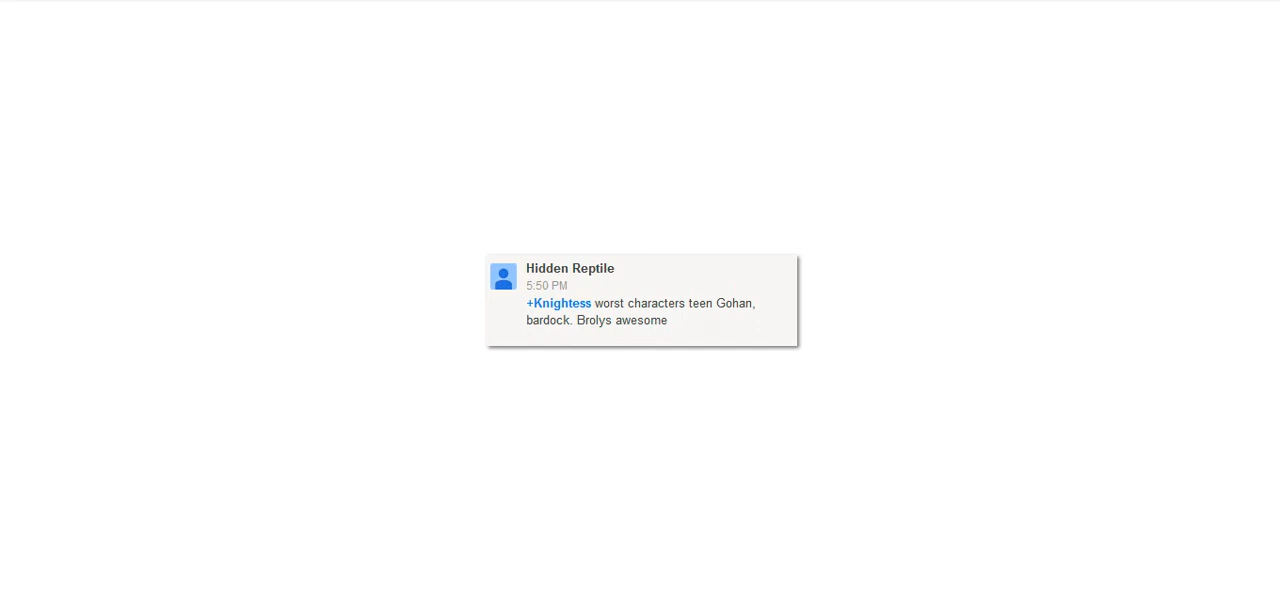 Hidden Reptile
5:50 PM
+Knightess worst characters teen Gohan,
bardock. Brolys awesome